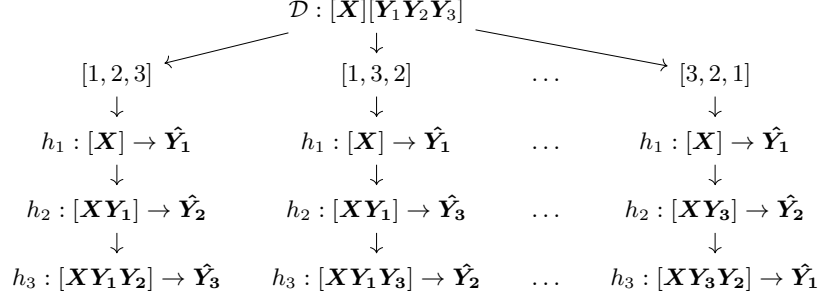 𝒟 : [X][Y₁Y₂Y₃]
[1, 2, 3] [1, 3, 2] ... [3, 2, 1]
h₁ : [X] → Ŷ₁ h₁ : [X] → Ŷ₁ ... h₁ : [X] → Ŷ₁
h₂ : [XY₁] → Ŷ₂ h₂ : [XY₁] → Ŷ₃ ... h₂ : [XY₃] → Ŷ₂
h₃ : [XY₁Y₂] → Ŷ₃ h₃ : [XY₁Y₃] → Ŷ₂ ... h₃ : [XY₃Y₂] → Ŷ₁